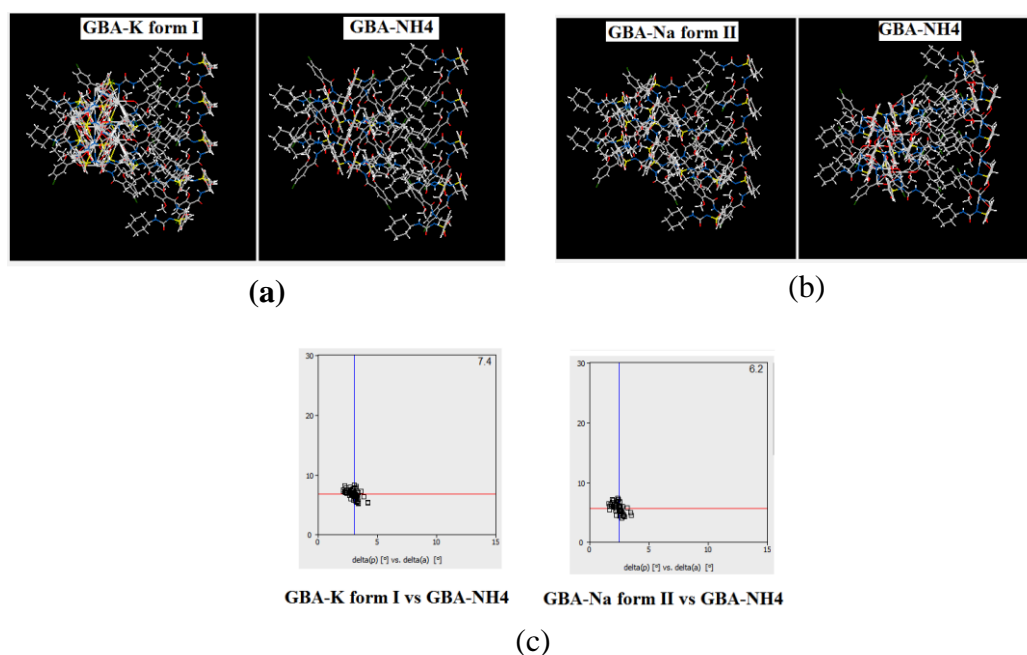 GBA-K form I
GBA-NH4
GBA-Na form II
GBA-NH4
(a)
(b)
30
20
10
0
0
5
10
15
7.4
delta(p) [°] vs. delta(a) [°]
30
20
10
0
0
5
10
15
6.2
delta(p) [°] vs. delta(a) [°]
GBA-K form I vs GBA-NH4
GBA-Na form II vs GBA-NH4
(c)